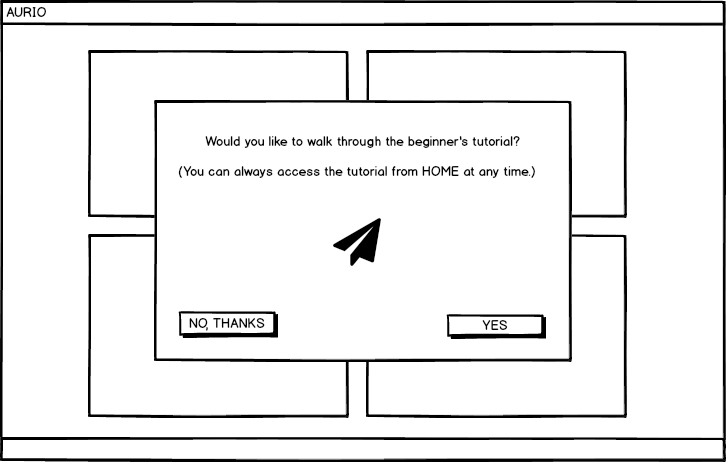 AURIO
Would you like to walk through the beginner's tutorial?
(You can always access the tutorial from HOME at any time.)
NO, THANKS
YES